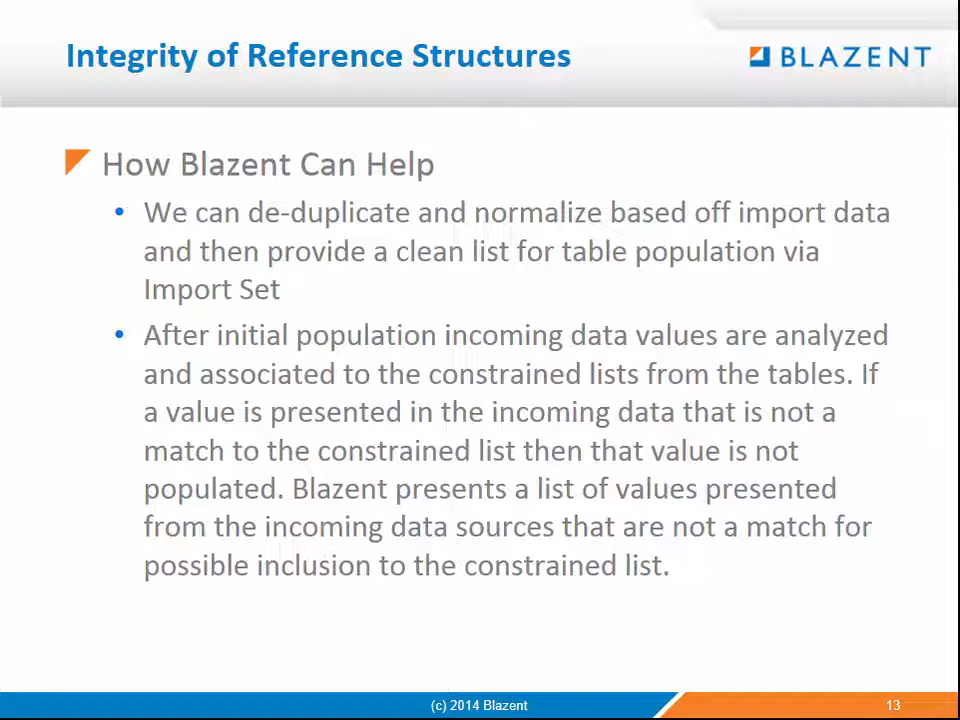 Integrity of Reference Structures
BLAZENT
How Blazent Can Help
• We can de-duplicate and normalize based off import data
and then provide a clean list for table population via
Import Set
• After initial population incoming data values are analyzed
and associated to the constrained lists from the tables. If
a value is presented in the incoming data that is not a
match to the constrained list then that value is not
populated. Blazent presents a list of values presented
from the incoming data sources that are not a match for
possible inclusion to the constrained list.
(c) 2014 Blazent
13